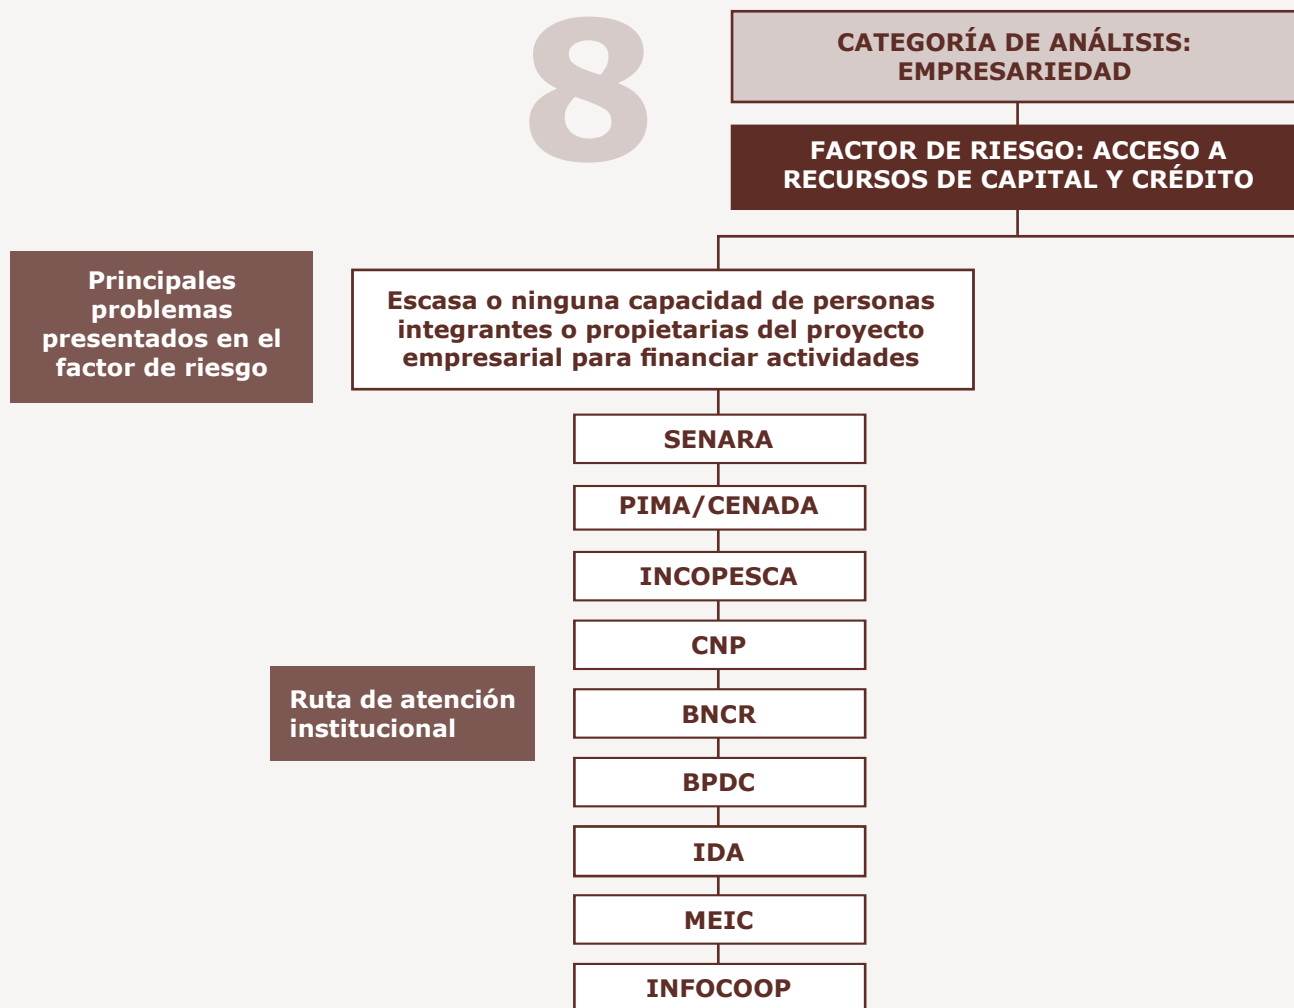 8
CATEGORÍA DE ANÁLISIS:
EMPRESARIEDAD
FACTOR DE RIESGO: ACCESO A
RECURSOS DE CAPITAL Y CRÉDITO
Principales
problemas
presentados en el
factor de riesgo
Escasa o ninguna capacidad de personas
integrantes o propietarias del proyecto
empresarial para financiar actividades
SENARA
PIMA/CENADA
INCOPESCA
CNP
Ruta de atención
institucional
BNCR
BPDC
IDA
MEIC
INFOCOOP